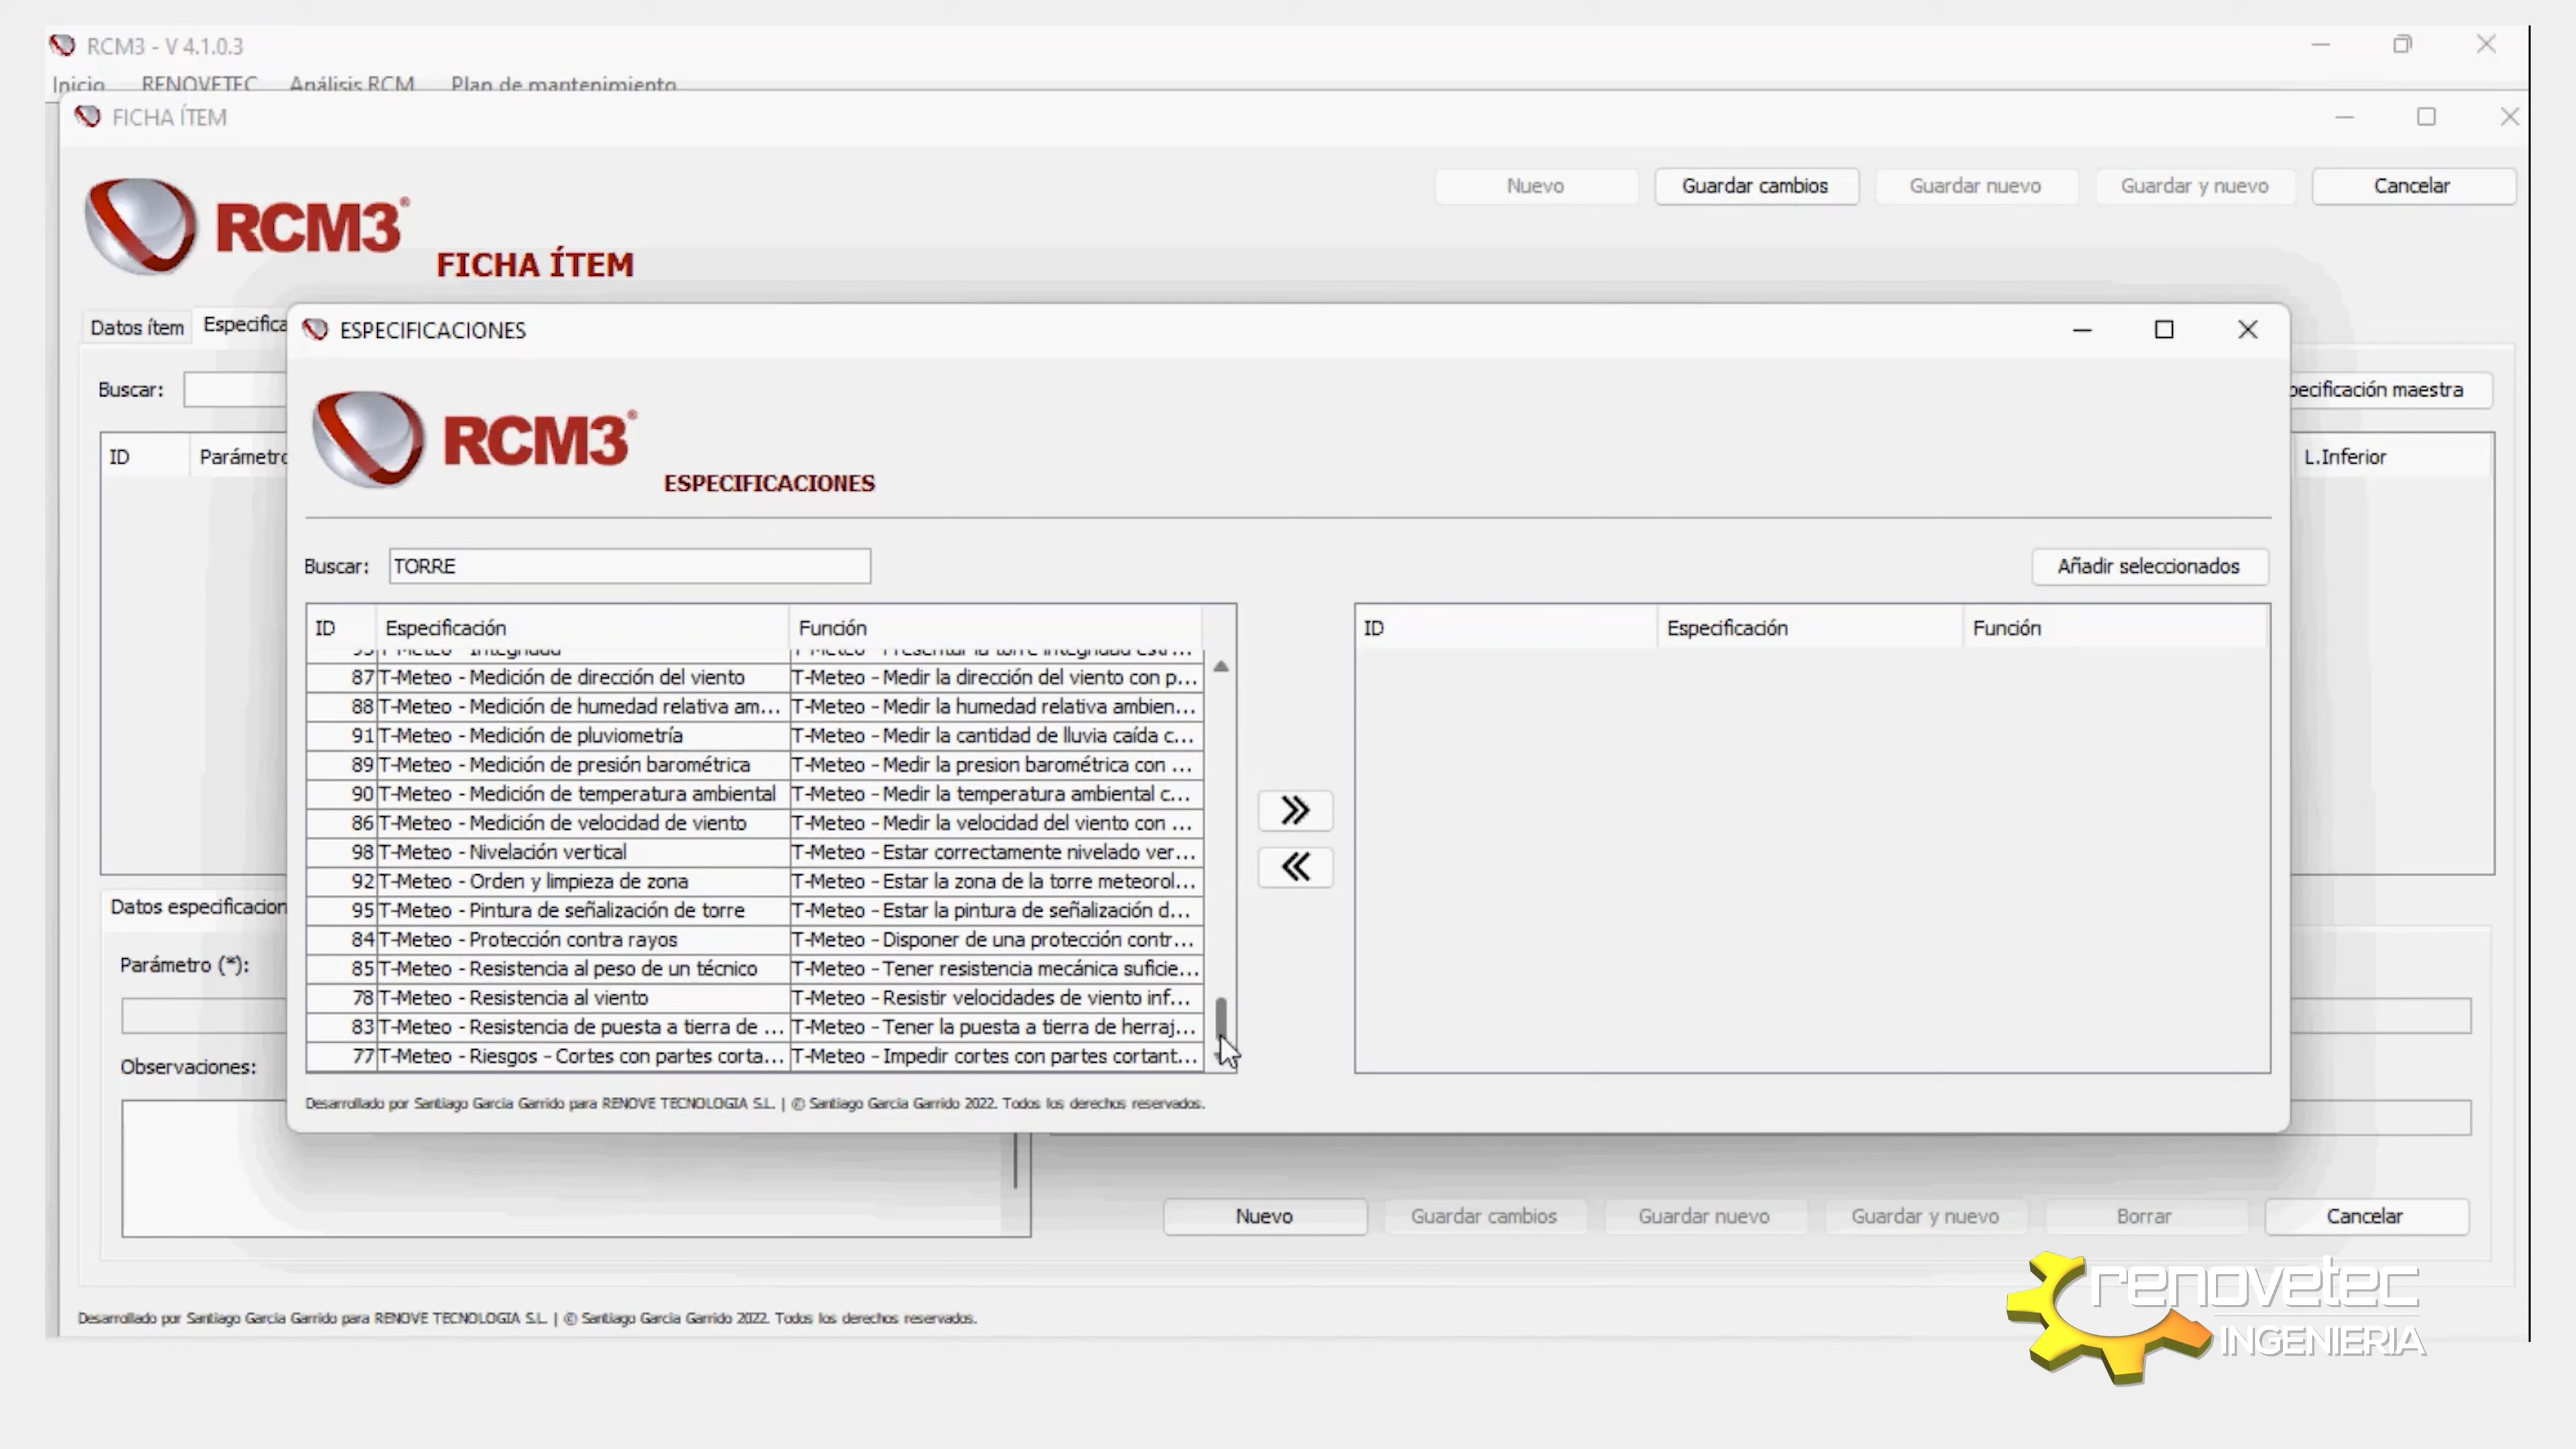 RCM3 - V 4.1.0.3
Inicio RENOVETEC Análisis RCM Plan de mantenimiento
FICHA ÍTEM
Nuevo Guardar cambios Guardar nuevo Guardar y nuevo Cancelar
RCM3®
FICHA ÍTEM
Datos ítem Especifica
ESPECIFICACIONES
Buscar:
pecificación maestra
RCM3®
ID Parámetro
L.Inferior
ESPECIFICACIONES
Buscar: TORRE
Añadir seleccionados
ID Especificación Función
ID Especificación Función
T-Meteo - Integridad T-Meteo - Presentar la torre integridad est...
87 T-Meteo - Medición de dirección del viento T-Meteo - Medir la dirección del viento con p...
88 T-Meteo - Medición de humedad relativa am... T-Meteo - Medir la humedad relativa ambien...
91 T-Meteo - Medición de pluviometría T-Meteo - Medir la cantidad de lluvia caída c...
89 T-Meteo - Medición de presión barométrica T-Meteo - Medir la presion barométrica con ...
90 T-Meteo - Medición de temperatura ambiental T-Meteo - Medir la temperatura ambiental c...
86 T-Meteo - Medición de velocidad de viento T-Meteo - Medir la velocidad del viento con ...
98 T-Meteo - Nivelación vertical T-Meteo - Estar correctamente nivelado ver...
92 T-Meteo - Orden y limpieza de zona T-Meteo - Estar la zona de la torre meteorol...
95 T-Meteo - Pintura de señalización de torre T-Meteo - Estar la pintura de señalización d...
84 T-Meteo - Protección contra rayos T-Meteo - Disponer de una protección contr...
85 T-Meteo - Resistencia al peso de un técnico T-Meteo - Tener resistencia mecánica suficie...
78 T-Meteo - Resistencia al viento T-Meteo - Resistir velocidades de viento inf...
83 T-Meteo - Resistencia de puesta a tierra de ... T-Meteo - Tener la puesta a tierra de herraj...
77 T-Meteo - Riesgos - Cortes con partes corta... T-Meteo - Impedir cortes con partes cortant...
Desarrollado por Santiago Garcia Garrido para RENOVE TECNOLOGIA S.L. | © Santiago Garcia Garrido 2022. Todos los derechos reservados.
Datos especificacion
Parámetro (*):
Observaciones:
Nuevo Guardar cambios Guardar nuevo Guardar y nuevo Borrar Cancelar
Desarrollado por Santiago Garcia Garrido para RENOVE TECNOLOGIA S.L. | © Santiago Garcia Garrido 2022. Todos los derechos reservados.
renovetec
INGENIERIA